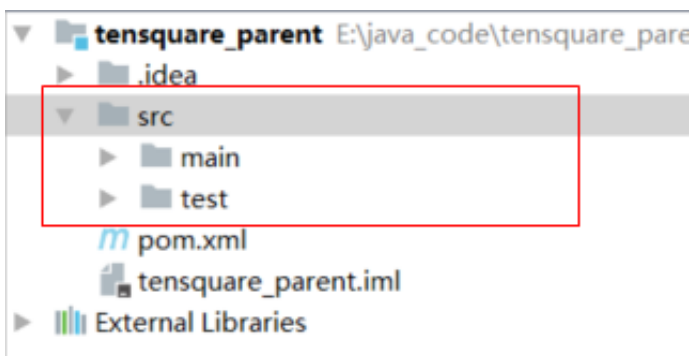 tensquare_parent E:\java_code\tensquare_pare
.idea
src
main
test
pom.xml
tensquare_parent.iml
External Libraries